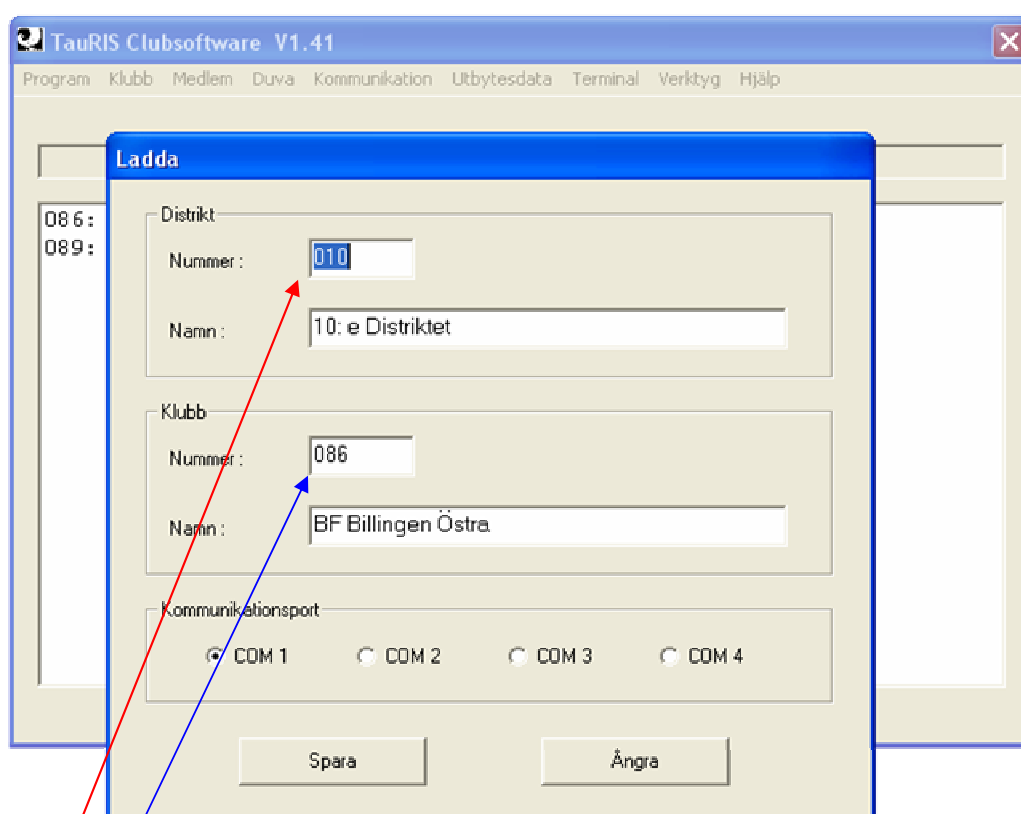 TauRIS Clubsoftware V1.41
Program Klubb Medlem Duva Kommunikation Utbytesdata Terminal Verktyg Hjälp
086:
089:
Ladda
Distrikt
Nummer : 010
Namn : 10: e Distriktet
Klubb
Nummer : 086
Namn : BF Billingen Östra
Kommunikationsport
COM 1 COM 2 COM 3 COM 4
Spara Ångra